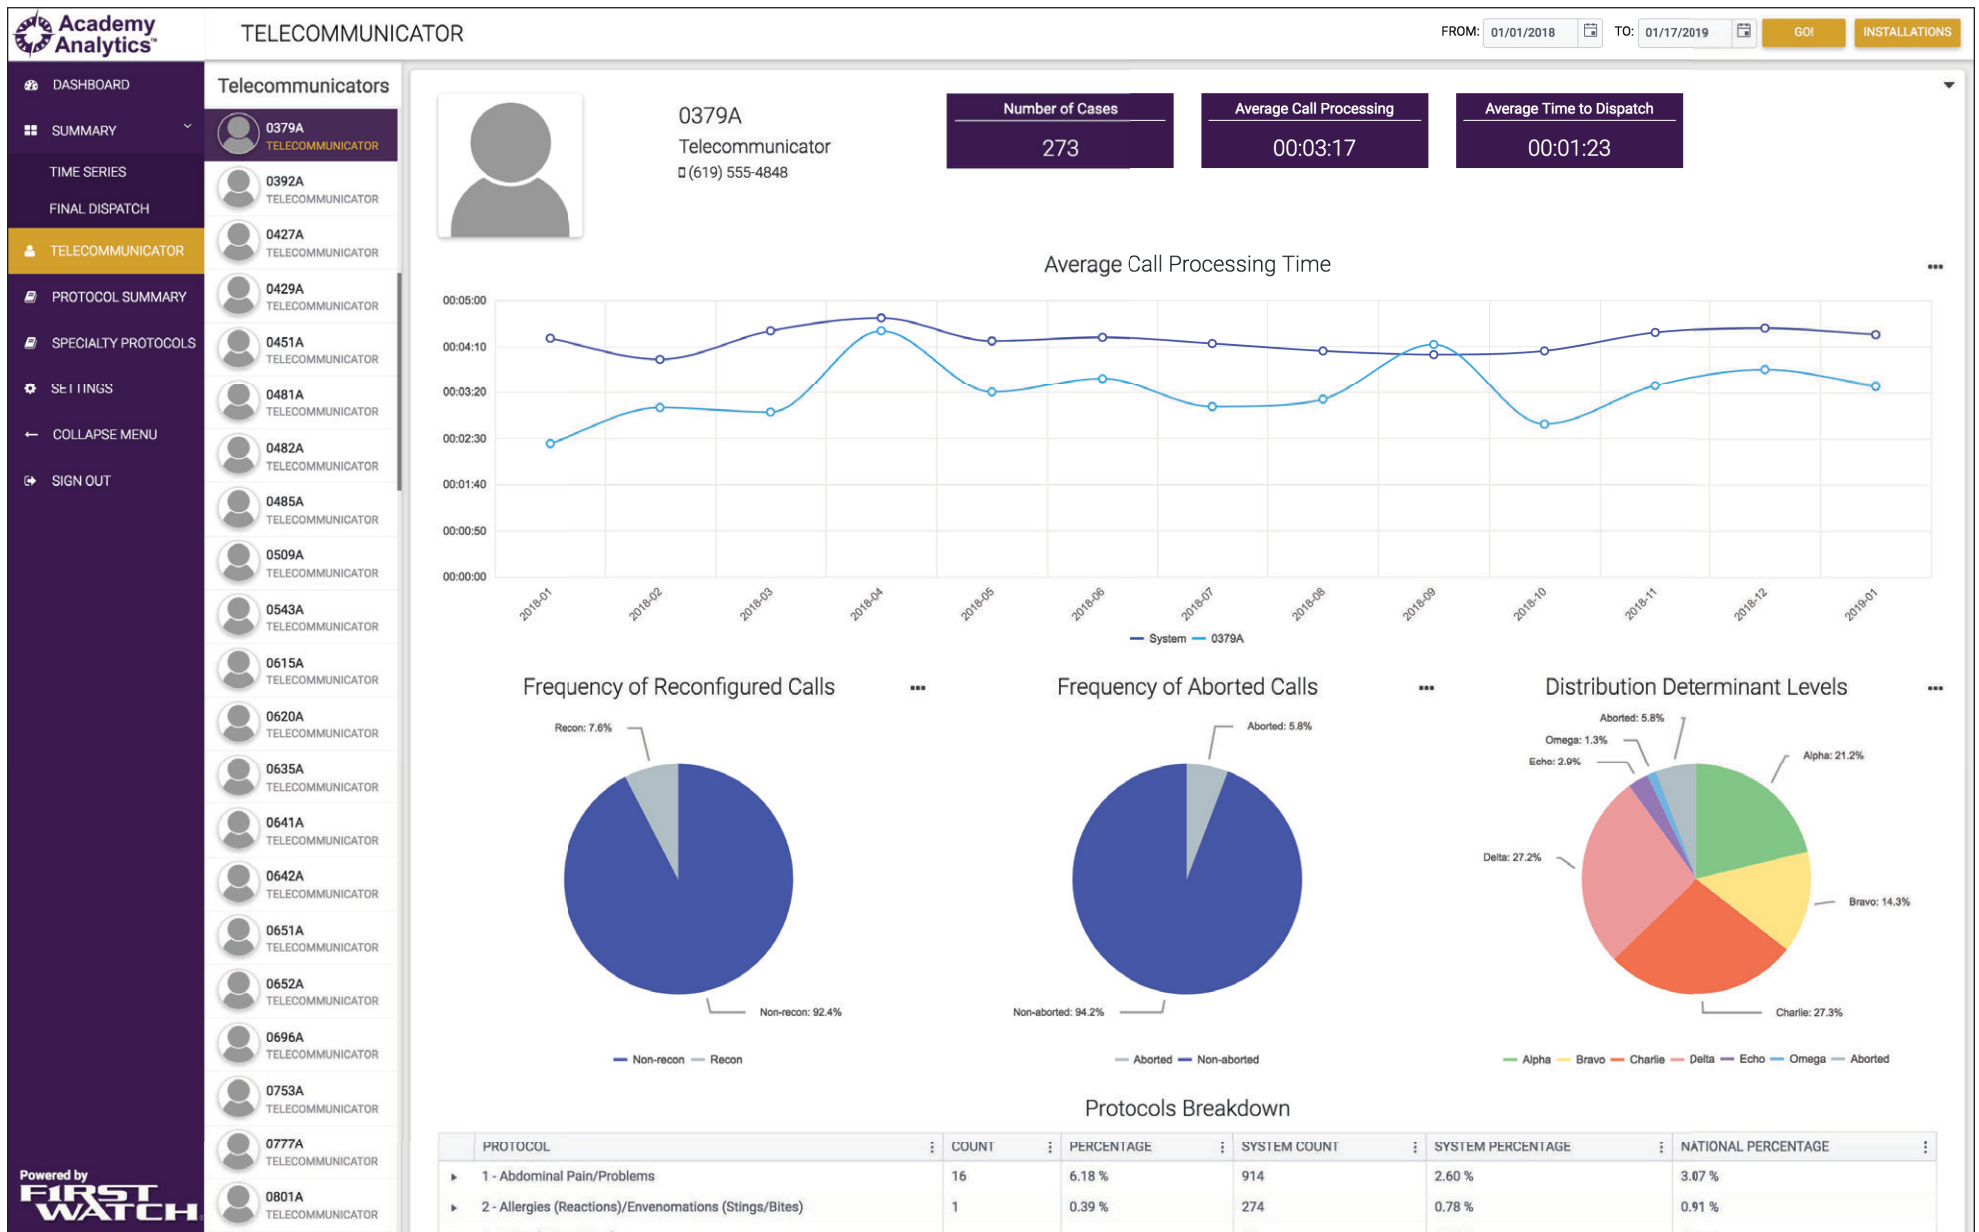 Academy
Analytics™
TELECOMMUNICATOR
FROM: 01/01/2018 TO: 01/17/2019 GO! INSTALLATIONS
DASHBOARD
SUMMARY
TIME SERIES
FINAL DISPATCH
TELECOMMUNICATOR
PROTOCOL SUMMARY
SPECIALTY PROTOCOLS
SETTINGS
COLLAPSE MENU
SIGN OUT
Powered by
FIRST
WATCH
Telecommunicators
0379A
TELECOMMUNICATOR
0392A
TELECOMMUNICATOR
0427A
TELECOMMUNICATOR
0429A
TELECOMMUNICATOR
0451A
TELECOMMUNICATOR
0481A
TELECOMMUNICATOR
0482A
TELECOMMUNICATOR
0485A
TELECOMMUNICATOR
0509A
TELECOMMUNICATOR
0543A
TELECOMMUNICATOR
0615A
TELECOMMUNICATOR
0620A
TELECOMMUNICATOR
0635A
TELECOMMUNICATOR
0641A
TELECOMMUNICATOR
0642A
TELECOMMUNICATOR
0651A
TELECOMMUNICATOR
0652A
TELECOMMUNICATOR
0696A
TELECOMMUNICATOR
0753A
TELECOMMUNICATOR
0777A
TELECOMMUNICATOR
0801A
TELECOMMUNICATOR
0379A
Telecommunicator
(619) 555-4848
Number of Cases
273
Average Call Processing
00:03:17
Average Time to Dispatch
00:01:23
Average Call Processing Time
00:05:00
00:04:10
00:03:20
00:02:30
00:01:40
00:00:50
00:00:00
2018-01 2018-02 2018-03 2018-04 2018-05 2018-06 2018-07 2018-08 2018-09 2018-10 2018-11 2018-12 2019-01
System 0379A
Frequency of Reconfigured Calls
Recon: 7.6%
Non-recon: 92.4%
Non-recon Recon
Frequency of Aborted Calls
Aborted: 5.8%
Non-aborted: 94.2%
Aborted Non-aborted
Distribution Determinant Levels
Aborted: 5.8%
Omega: 1.3%
Echo: 2.9%
Alpha: 21.2%
Delta: 27.2%
Bravo: 14.3%
Charlie: 27.3%
Alpha Bravo Charlie Delta Echo Omega Aborted
Protocols Breakdown
PROTOCOL COUNT PERCENTAGE SYSTEM COUNT SYSTEM PERCENTAGE NATIONAL PERCENTAGE
1 - Abdominal Pain/Problems 16 6.18 % 914 2.60 % 3.07 %
2 - Allergies (Reactions)/Envenomations (Stings/Bites) 1 0.39 % 274 0.78 % 0.91 %